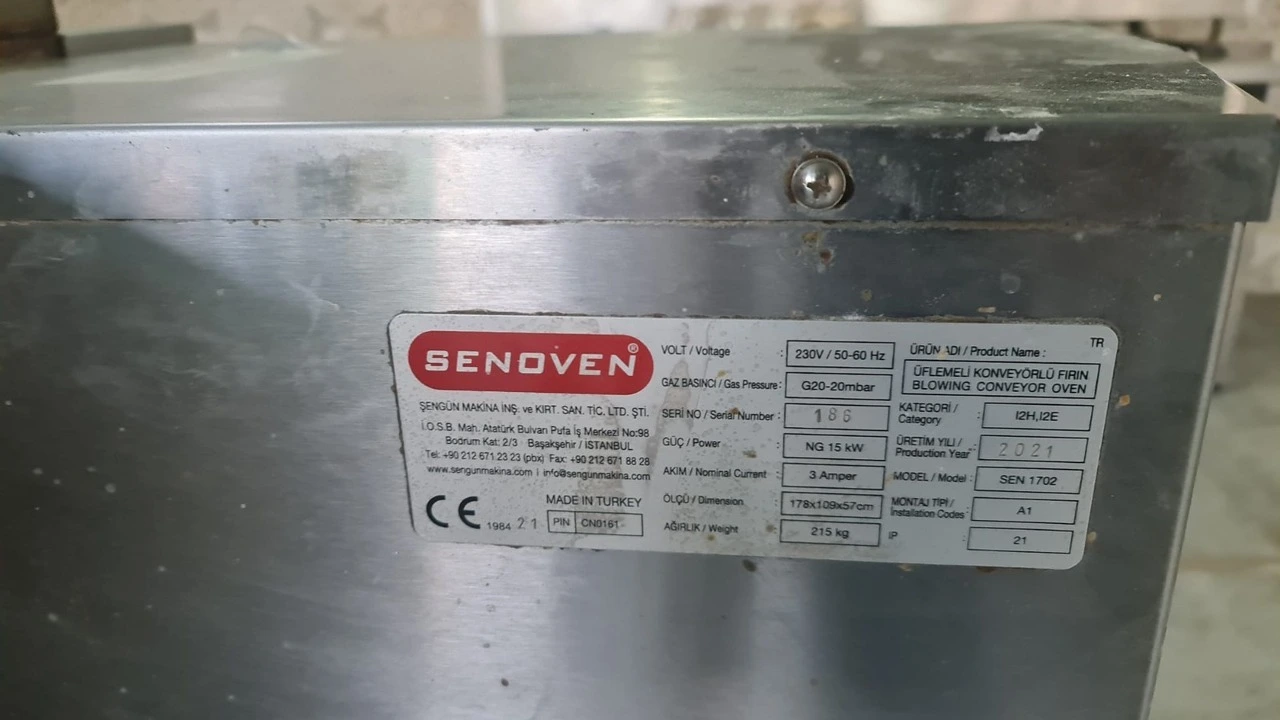 SENOVEN®
ŞENGÜN MAKİNA İNŞ. ve KIRT. SAN. TİC. LTD. ŞTİ.
İ.O.S.B. Mah. Atatürk Bulvarı Pufa İş Merkezi No:98
Bodrum Kat: 2/3 Başakşehir / İSTANBUL
Tel: +90 212 671 23 23 (pbx) Fax: +90 212 671 88 28
www.sengunmakina.com | info@sengunmakina.com
MADE IN TURKEY
CE 1984 21 PIN CN0161
VOLT / Voltage : 230V / 50-60 Hz
GAZ BASINCI / Gas Pressure : G20-20mbar
SERİ NO / Serial Number : 186
GÜÇ / Power : NG 15 kW
AKIM / Nominal Current : 3 Amper
ÖLÇÜ / Dimension : 178x109x57cm
AĞIRLIK / Weight : 215 kg
TR
ÜRÜN ADI / Product Name :
ÜFLEMELİ KONVEYÖRLÜ FIRIN
BLOWING CONVEYOR OVEN
KATEGORİ / Category : I2H,I2E
ÜRETİM YILI / Production Year : 2021
MODEL / Model : SEN 1702
MONTAJ TİPİ / Installation Codes : A1
IP : 21